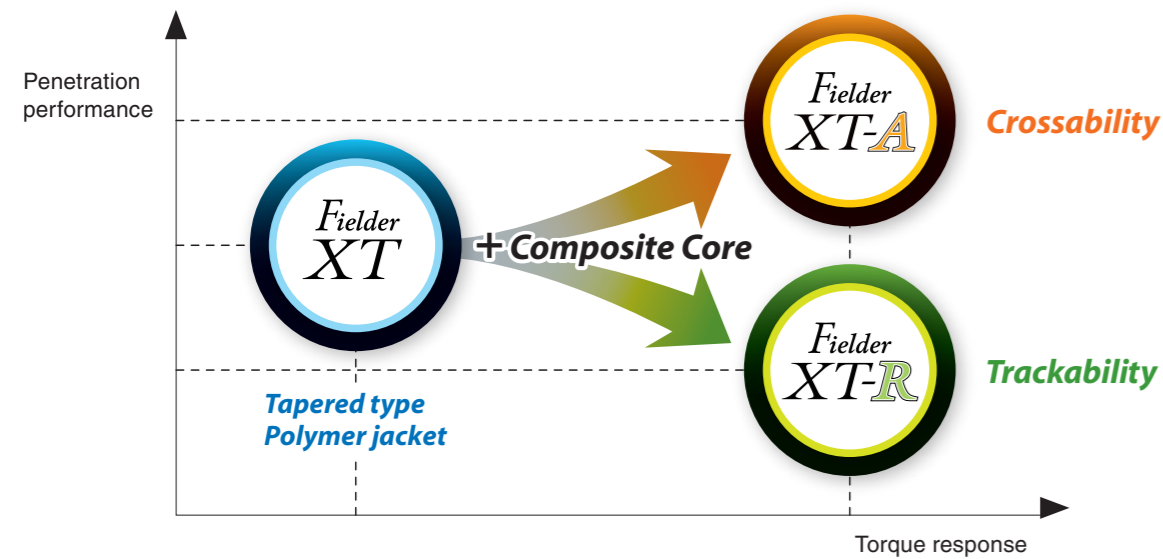 Penetration
performance
Fielder
XT-A
Crossability
Fielder
XT
+ Composite Core
Fielder
XT-R
Trackability
Tapered type
Polymer jacket
Torque response